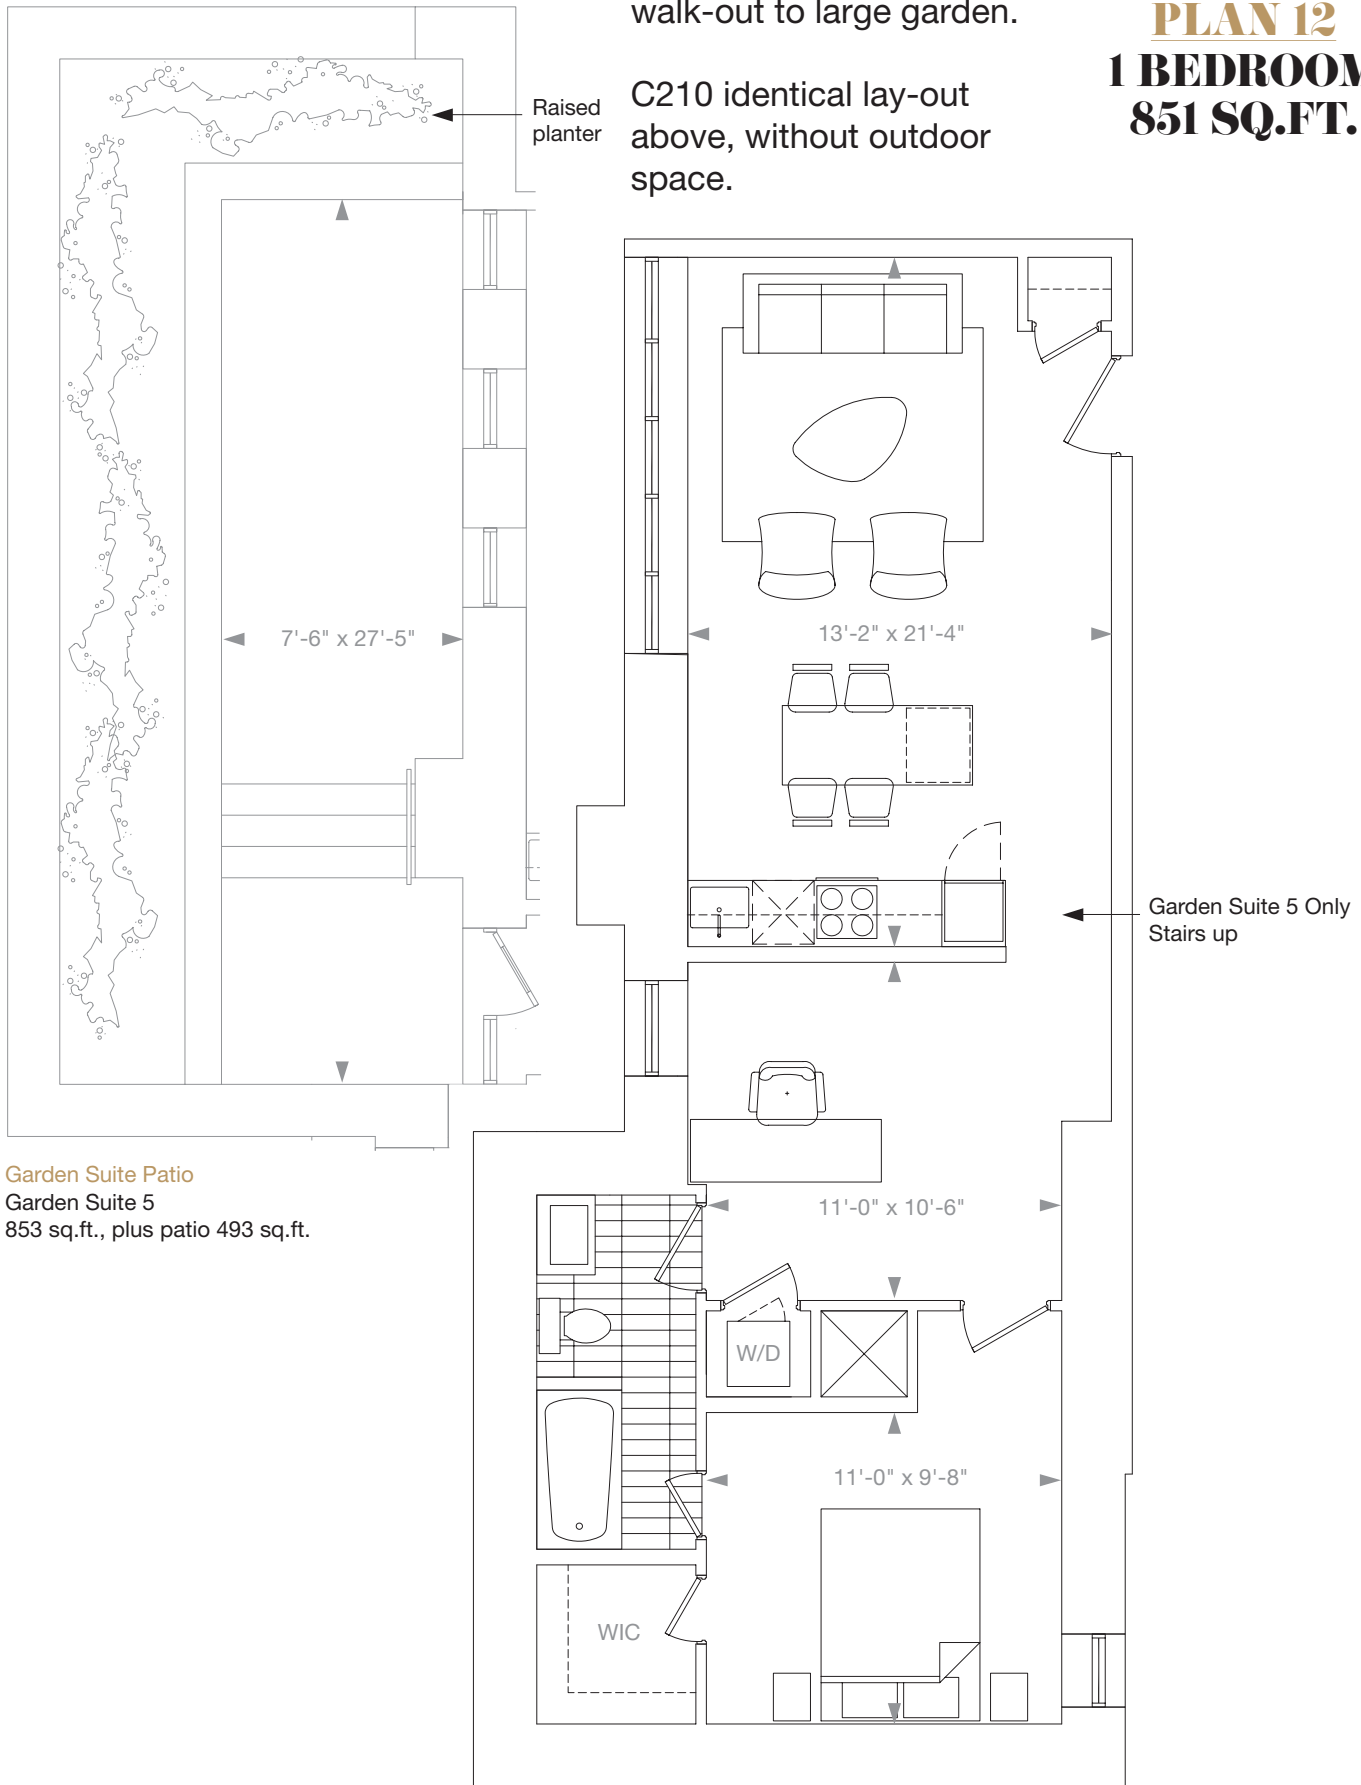 walk-out to large garden.
C210 identical lay-out
above, without outdoor
space.
PLAN 12
1 BEDROOM
851 SQ.FT.
Raised
planter
7'-6" x 27'-5"
13'-2" x 21'-4"
Garden Suite 5 Only
Stairs up
Garden Suite Patio
Garden Suite 5
853 sq.ft., plus patio 493 sq.ft.
11'-0" x 10'-6"
W/D
11'-0" x 9'-8"
WIC